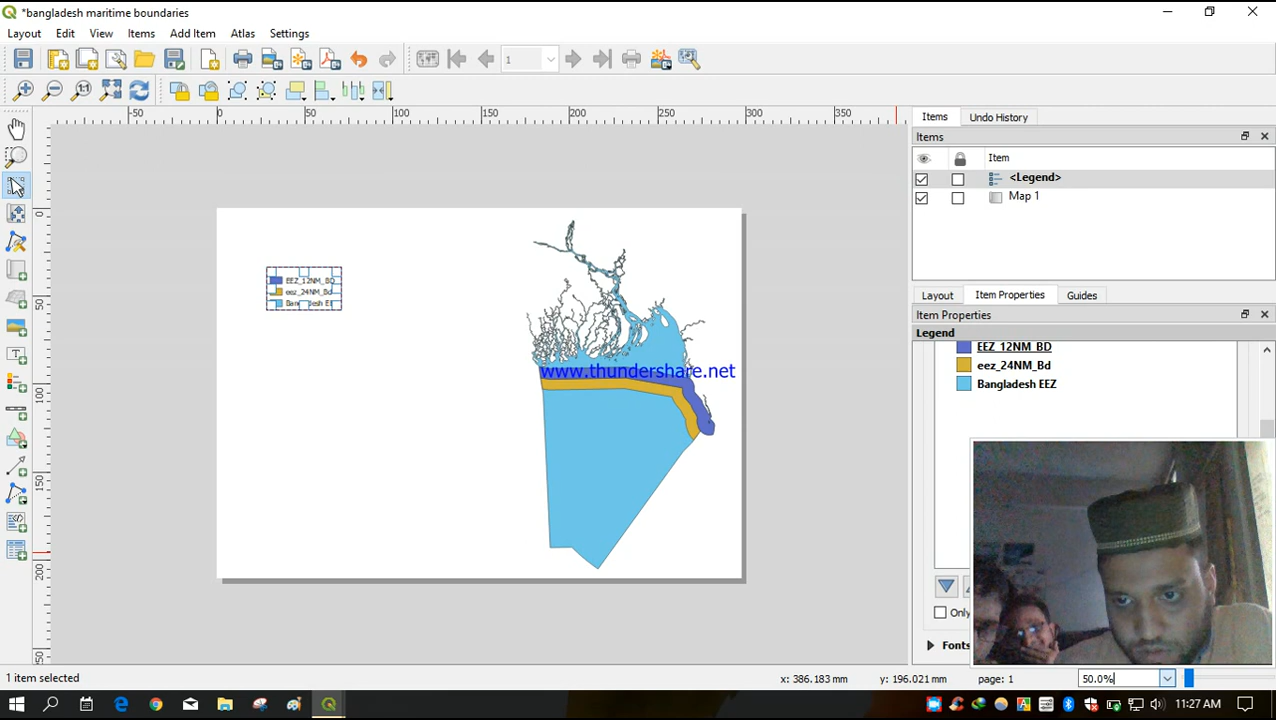 *bangladesh maritime boundaries
Layout Edit View Items Add Item Atlas Settings
1
-50 0 50 100 150 200 250 300 350
0
50
100
150
200
250
EEZ_12NM_BD
eez_24NM_Bd
www.thundershare.net
Items Undo History
Items
Item
<Legend>
Map 1
Layout Item Properties Guides
Item Properties
Legend
EEZ_12NM_BD
eez_24NM_Bd
Bangladesh EEZ
Only
Fonts
1 item selected
x: 386.183 mm y: 196.021 mm page: 1 50.0%
11:27 AM